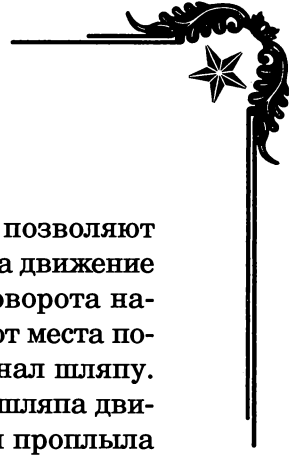 позволяют
а движение
оворота на-
от места по-
нал шляпу.
шляпа дви-
проплыла